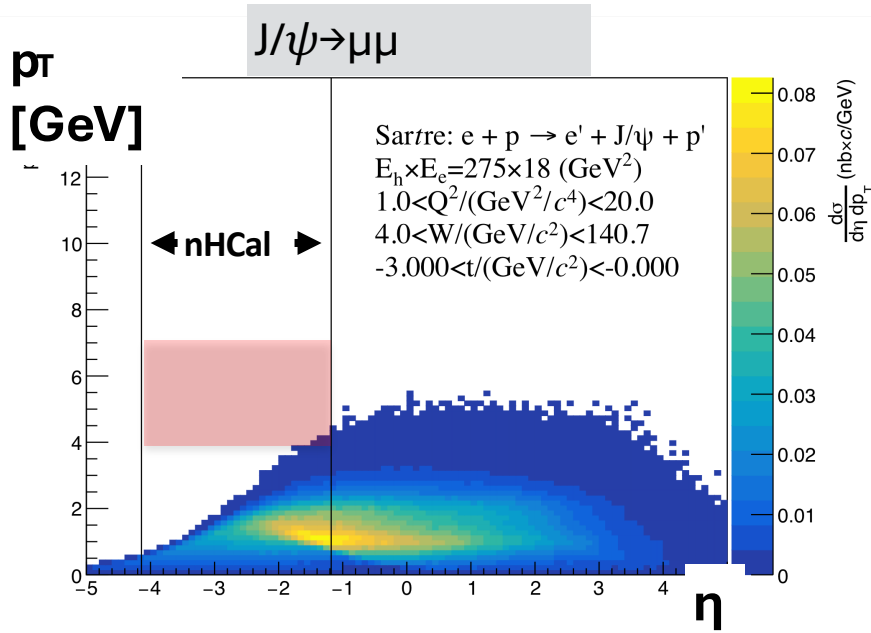 J/ψ→μμ
pT
[GeV]
Sartre: e + p → e' + J/ψ + p'
E_h×E_e=275×18 (GeV²)
1.0<Q²/(GeV²/c⁴)<20.0
4.0<W/(GeV/c²)<140.7
-3.000<t/(GeV/c²)<-0.000
nHCal
12
10
8
6
4
2
0
−5
−4
−3
−2
−1
0
1
2
3
4
η
0.08
0.07
0.06
0.05
0.04
0.03
0.02
0.01
0
dσ
dη dp_T
(nb×c/GeV)